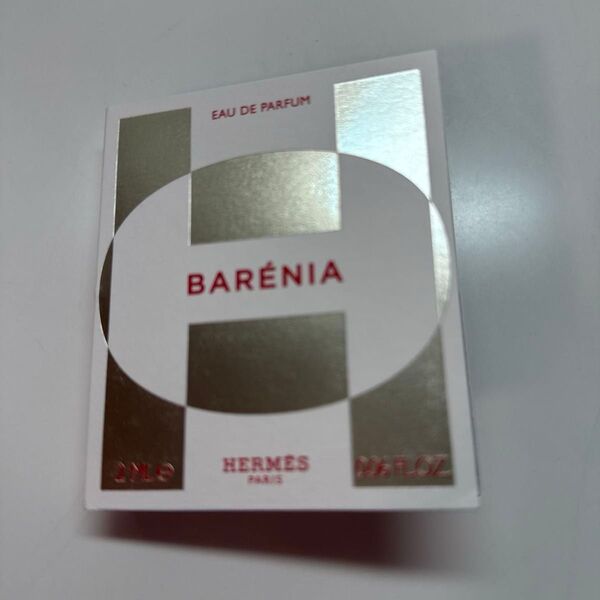 EAU DE PARFUM
BARÉNIA
2 ML ℮ HERMÈS 0.06 FL.OZ.
PARIS